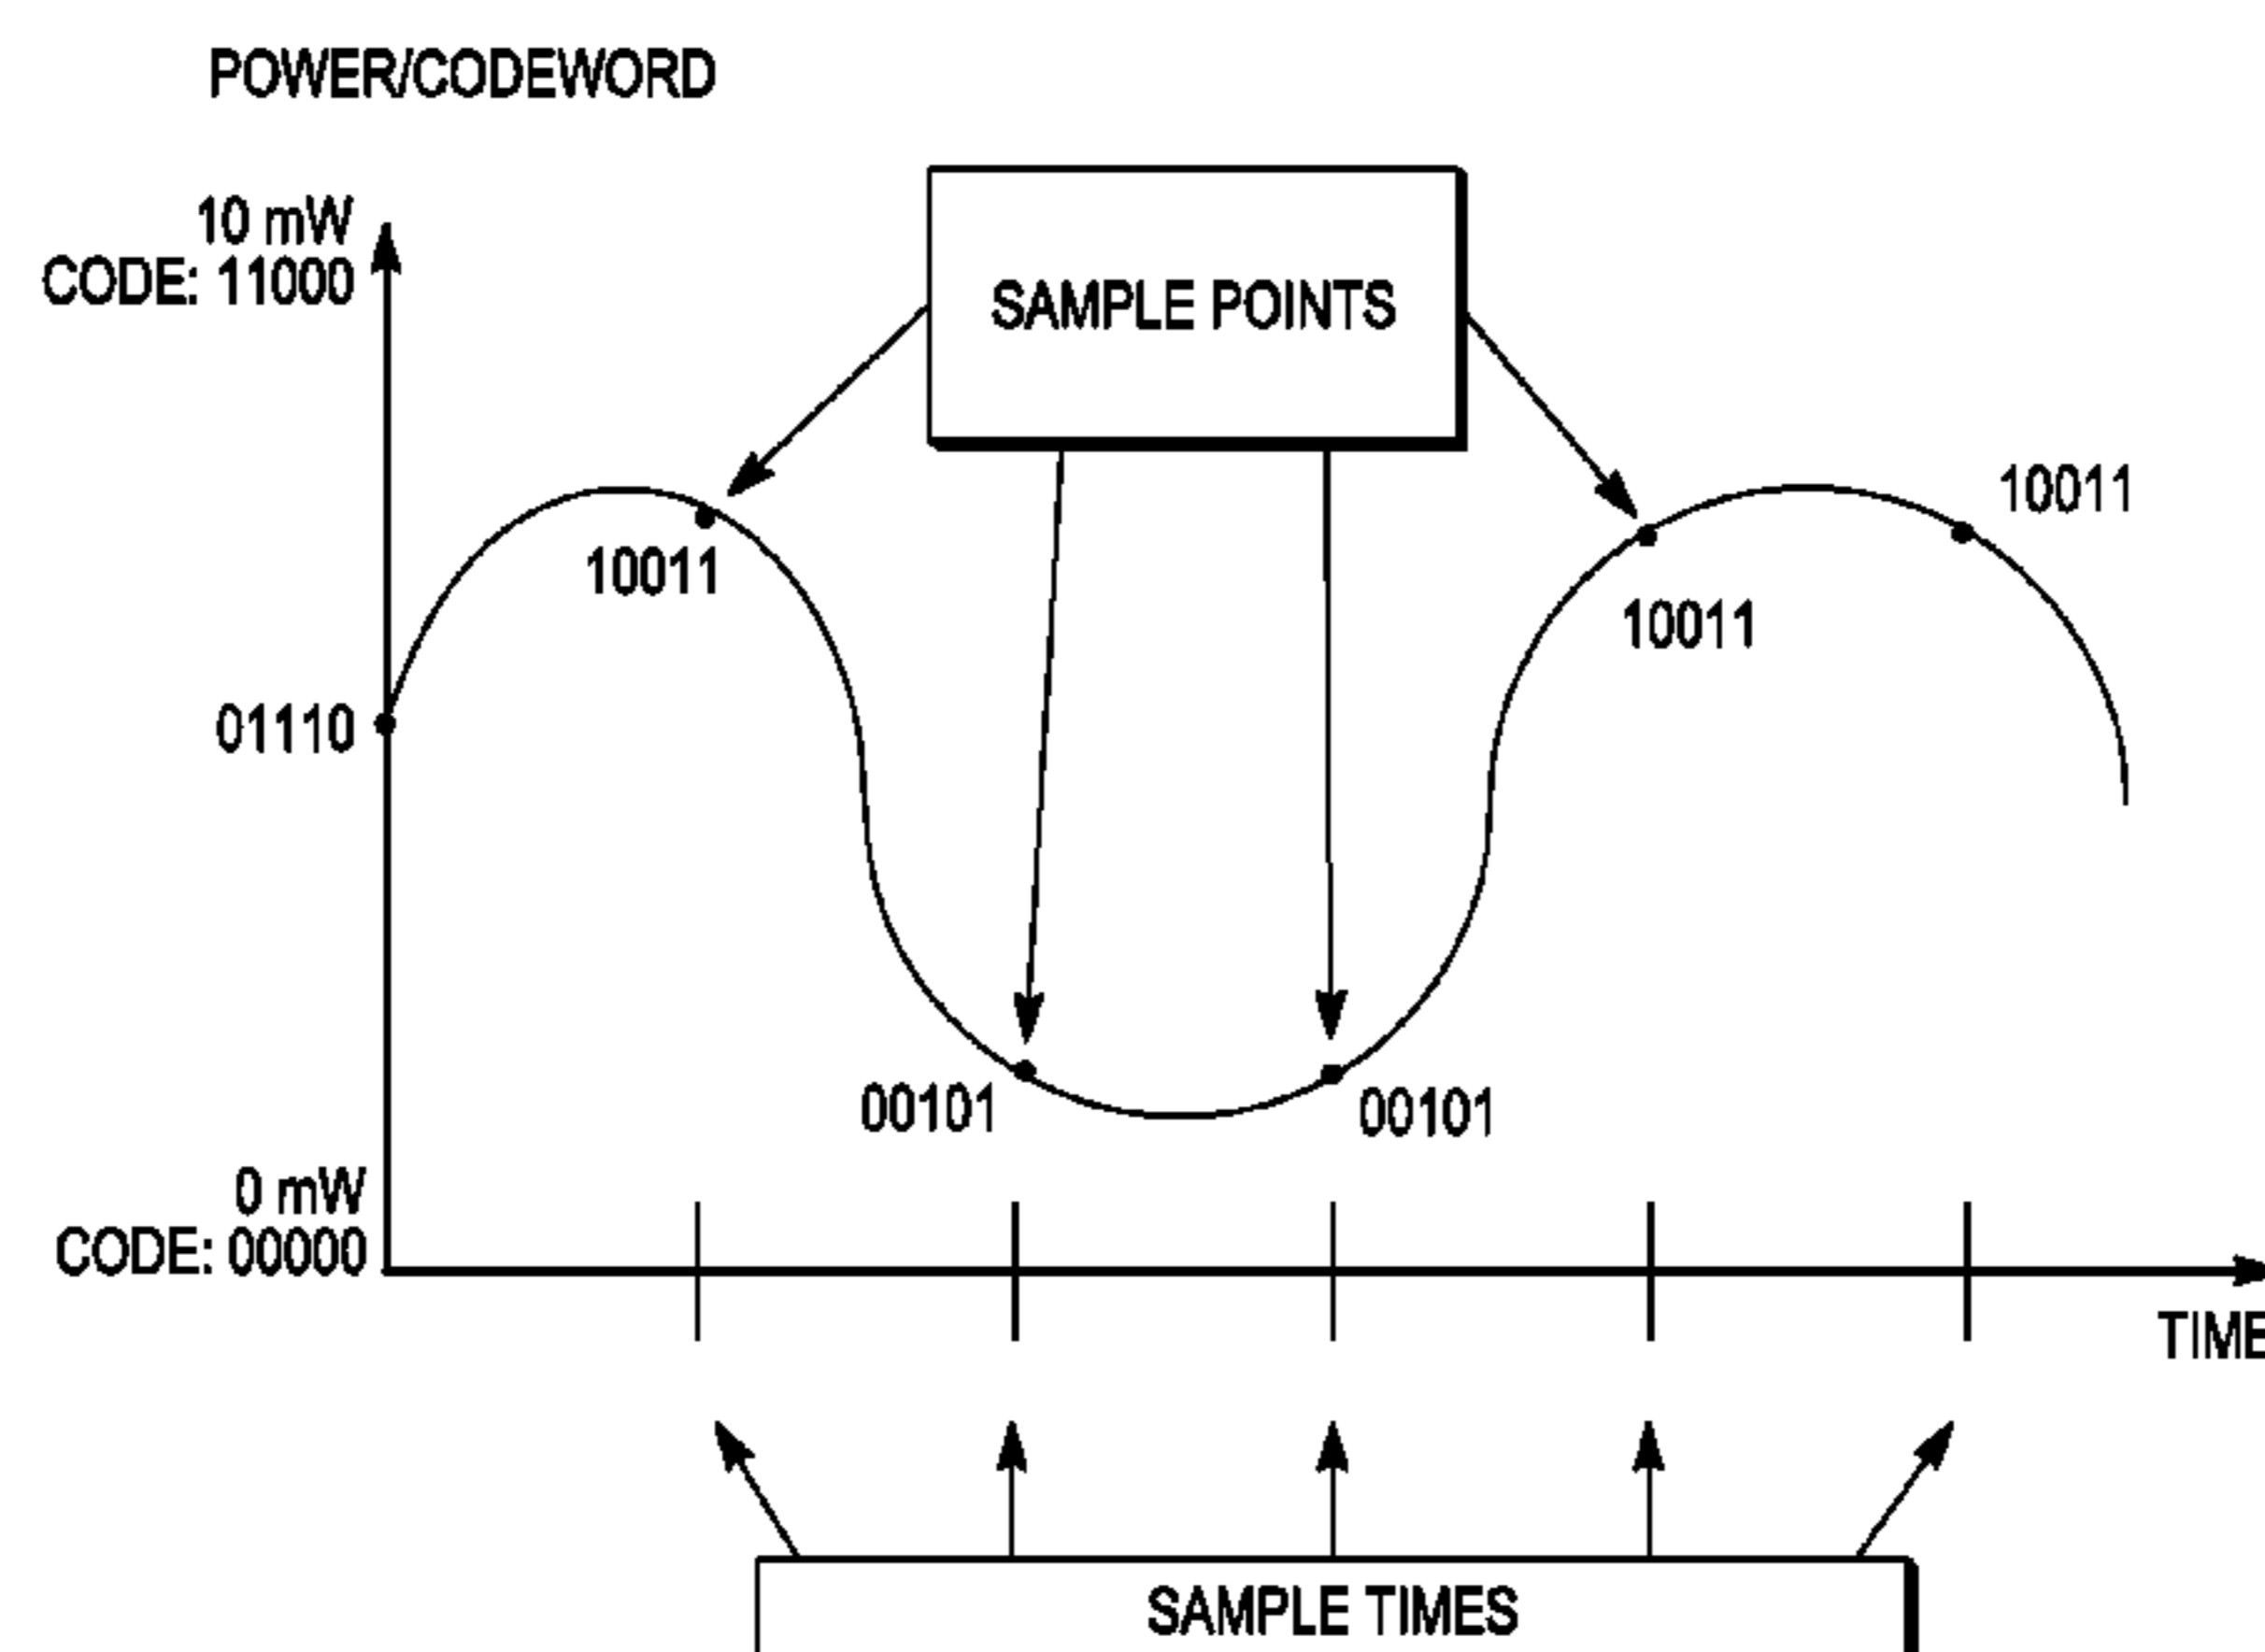 POWER/CODEWORD
10 mW
CODE: 11000
SAMPLE POINTS
10011
10011
10011
01110
00101
00101
0 mW
CODE: 00000
TIME
SAMPLE TIMES